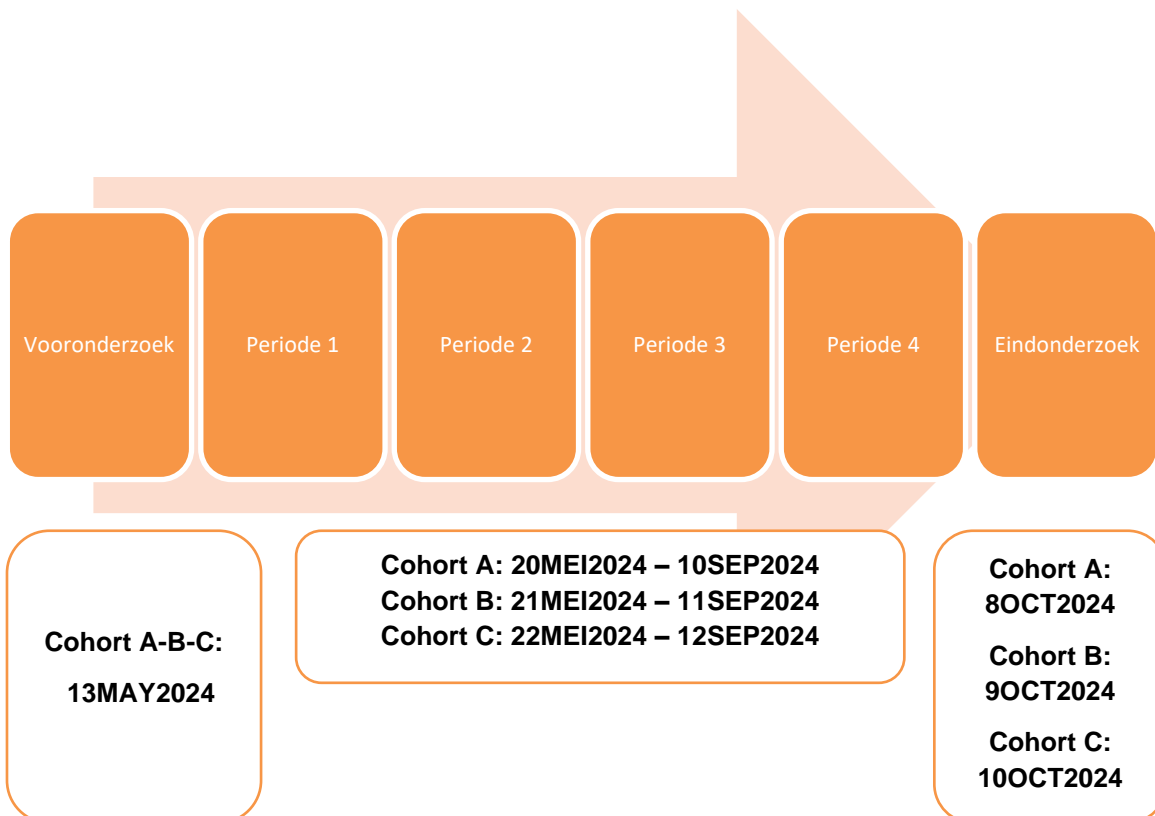 Vooronderzoek
Periode 1
Periode 2
Periode 3
Periode 4
Eindonderzoek
Cohort A-B-C:
13MAY2024
Cohort A: 20MEI2024 – 10SEP2024
Cohort B: 21MEI2024 – 11SEP2024
Cohort C: 22MEI2024 – 12SEP2024
Cohort A:
8OCT2024
Cohort B:
9OCT2024
Cohort C:
10OCT2024